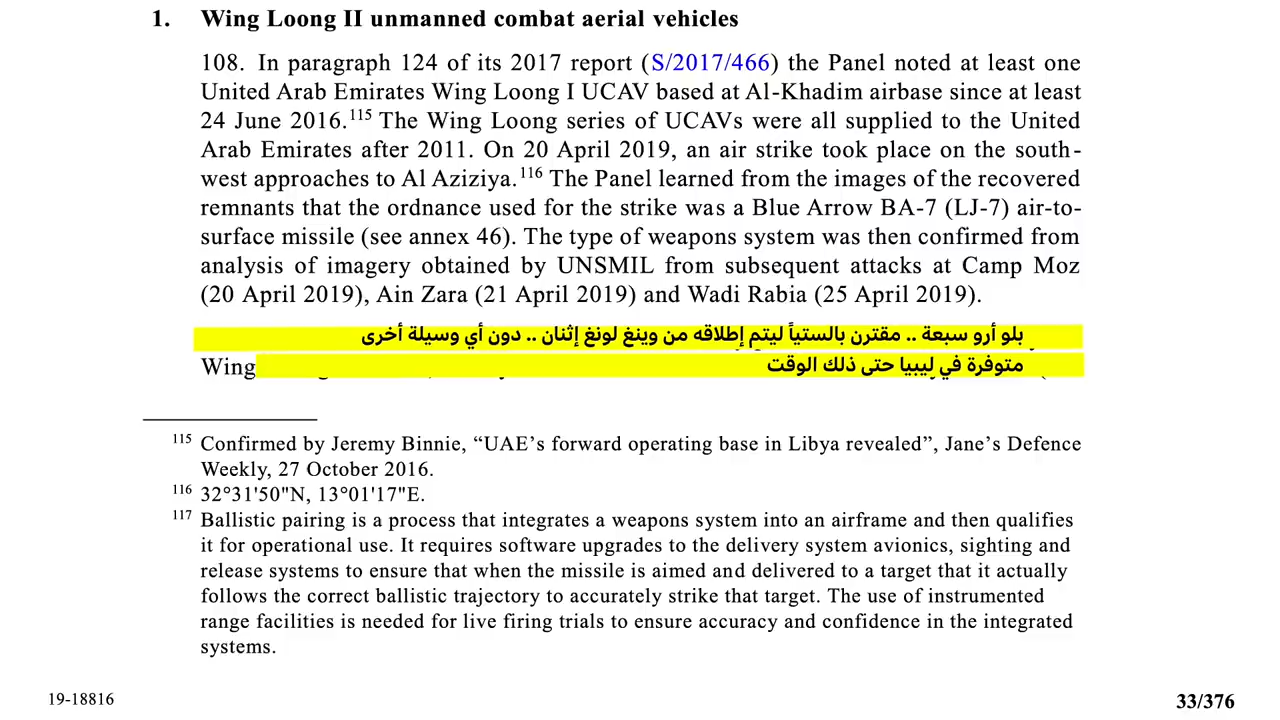 1. Wing Loong II unmanned combat aerial vehicles
108. In paragraph 124 of its 2017 report (S/2017/466) the Panel noted at least one
United Arab Emirates Wing Loong I UCAV based at Al-Khadim airbase since at least
24 June 2016.115 The Wing Loong series of UCAVs were all supplied to the United
Arab Emirates after 2011. On 20 April 2019, an air strike took place on the south-
west approaches to Al Aziziya.116 The Panel learned from the images of the recovered
remnants that the ordnance used for the strike was a Blue Arrow BA-7 (LJ-7) air-to-
surface missile (see annex 46). The type of weapons system was then confirmed from
analysis of imagery obtained by UNSMIL from subsequent attacks at Camp Moz
(20 April 2019), Ain Zara (21 April 2019) and Wadi Rabia (25 April 2019).
بلو أرو سبعة .. مقترن بالستياً ليتم إطلاقه من وينغ لونغ إثنان .. دون أي وسيلة أخرى
Wing متوفرة في ليبيا حتى ذلك الوقت
115 Confirmed by Jeremy Binnie, “UAE’s forward operating base in Libya revealed”, Jane’s Defence
Weekly, 27 October 2016.
116 32°31'50"N, 13°01'17"E.
117 Ballistic pairing is a process that integrates a weapons system into an airframe and then qualifies
it for operational use. It requires software upgrades to the delivery system avionics, sighting and
release systems to ensure that when the missile is aimed and delivered to a target that it actually
follows the correct ballistic trajectory to accurately strike that target. The use of instrumented
range facilities is needed for live firing trials to ensure accuracy and confidence in the integrated
systems.
19-18816
33/376